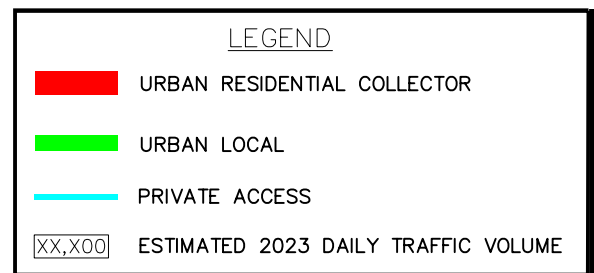 LEGEND
URBAN RESIDENTIAL COLLECTOR
URBAN LOCAL
PRIVATE ACCESS
XX,X00 ESTIMATED 2023 DAILY TRAFFIC VOLUME